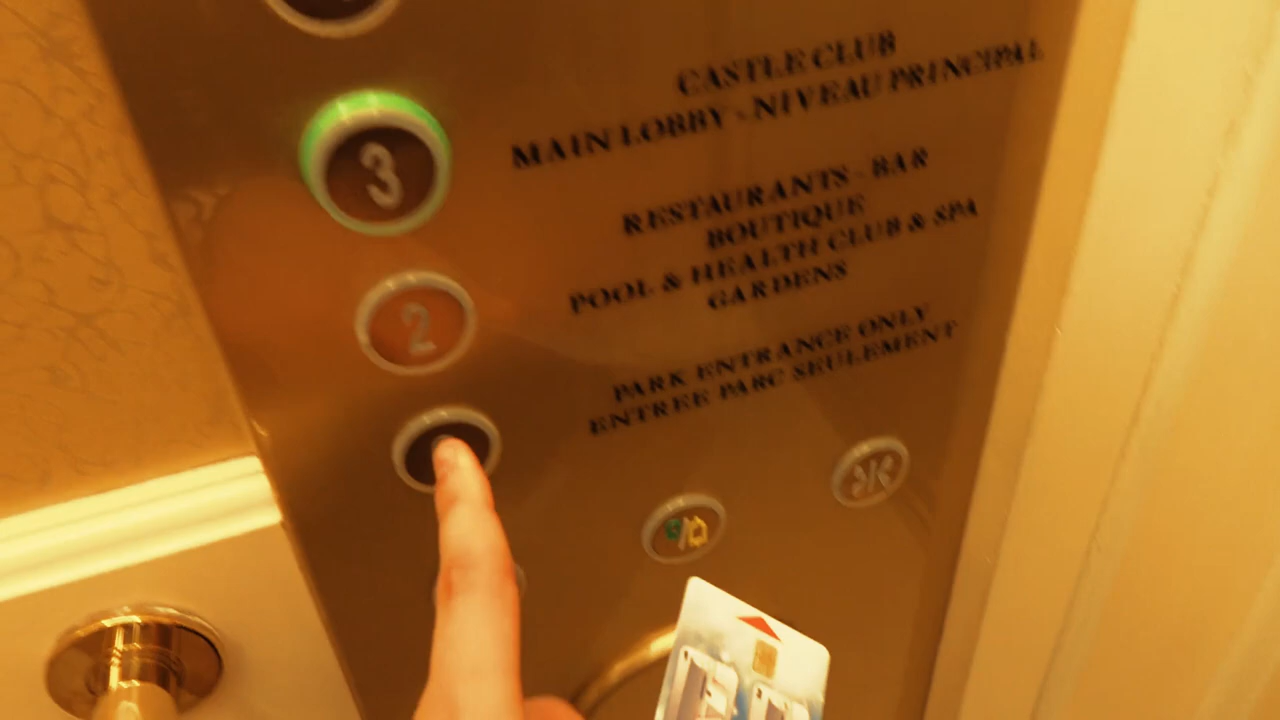 CASTLE CLUB
MAIN LOBBY - NIVEAU PRINCIPAL
3
RESTAURANTS - BAR
BOUTIQUE
POOL & HEALTH CLUB & SPA
GARDENS
2
PARK ENTRANCE ONLY
ENTREE PARC SEULEMENT